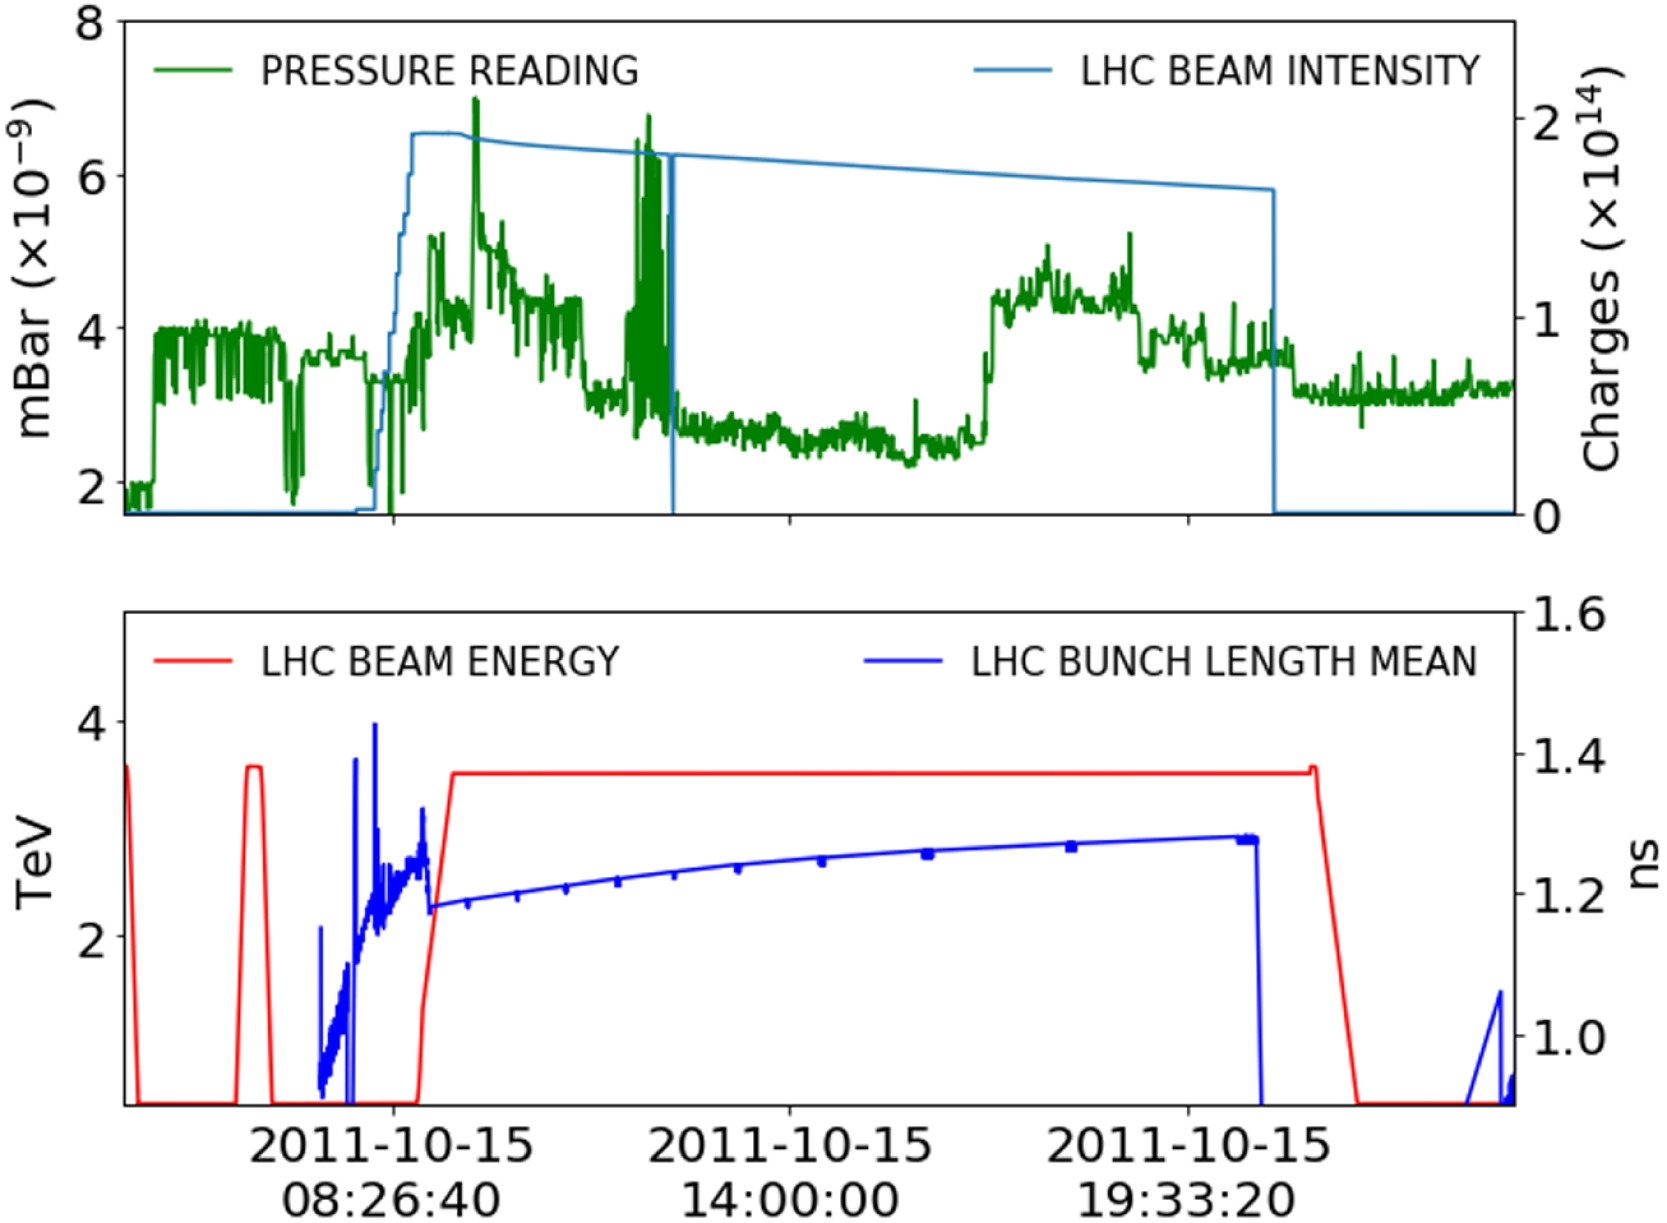 8
6
4
2
mBar (×10⁻⁹)
PRESSURE READING
LHC BEAM INTENSITY
2
1
0
Charges (×10¹⁴)
4
2
TeV
LHC BEAM ENERGY
LHC BUNCH LENGTH MEAN
1.6
1.4
1.2
1.0
ns
2011-10-15
08:26:40
2011-10-15
14:00:00
2011-10-15
19:33:20